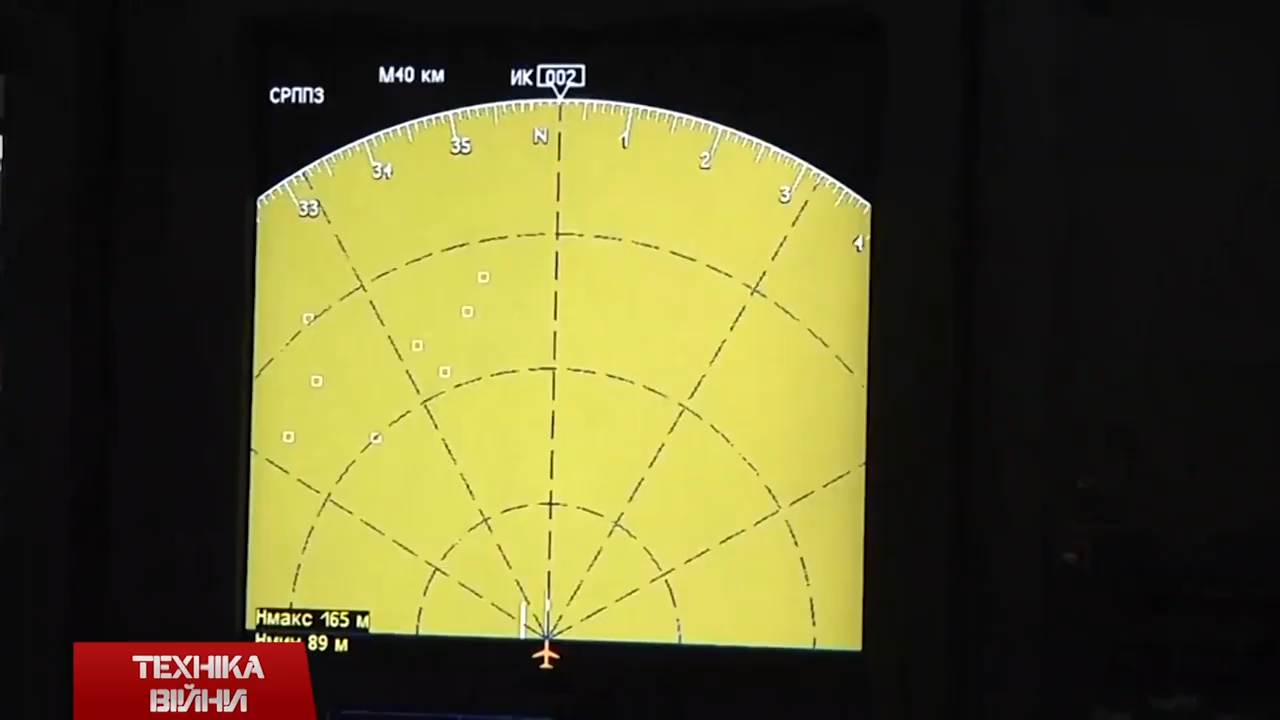 М40 км
ИК 002
СРППЗ
33
34
35
N
1
2
3
4
Нмакс 165 м
Нмин 89 м
ТЕХНІКА
ВІЙНИ